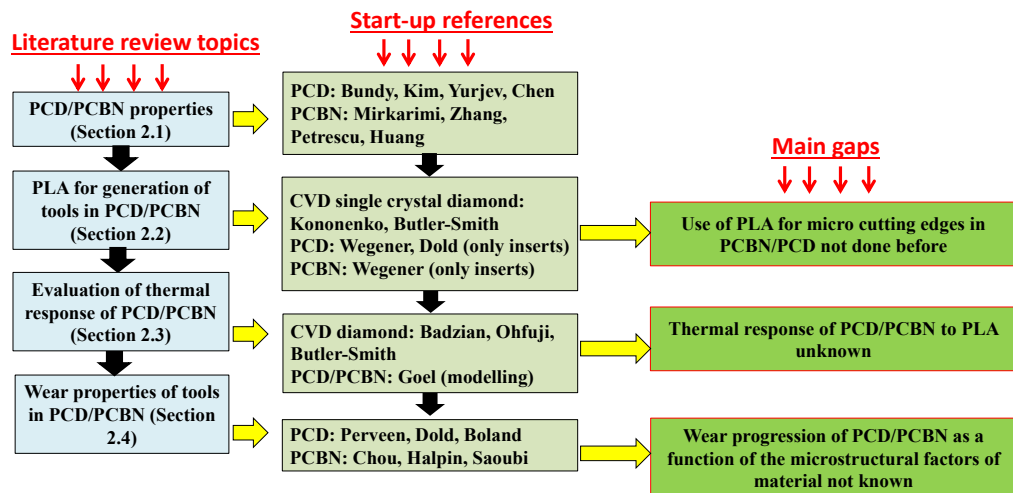 Literature review topics
PCD/PCBN properties
(Section 2.1)
PLA for generation of
tools in PCD/PCBN
(Section 2.2)
Evaluation of thermal
response of PCD/PCBN
(Section 2.3)
Wear properties of tools
in PCD/PCBN (Section
2.4)
Start-up references
PCD: Bundy, Kim, Yurjev, Chen
PCBN: Mirkarimi, Zhang,
Petrescu, Huang
CVD single crystal diamond:
Kononenko, Butler-Smith
PCD: Wegener, Dold (only inserts)
PCBN: Wegener (only inserts)
CVD diamond: Badzian, Ohfuji,
Butler-Smith
PCD/PCBN: Goel (modelling)
PCD: Perveen, Dold, Boland
PCBN: Chou, Halpin, Saoubi
Main gaps
Use of PLA for micro cutting edges in
PCBN/PCD not done before
Thermal response of PCD/PCBN to PLA
unknown
Wear progression of PCD/PCBN as a
function of the microstructural factors of
material not known